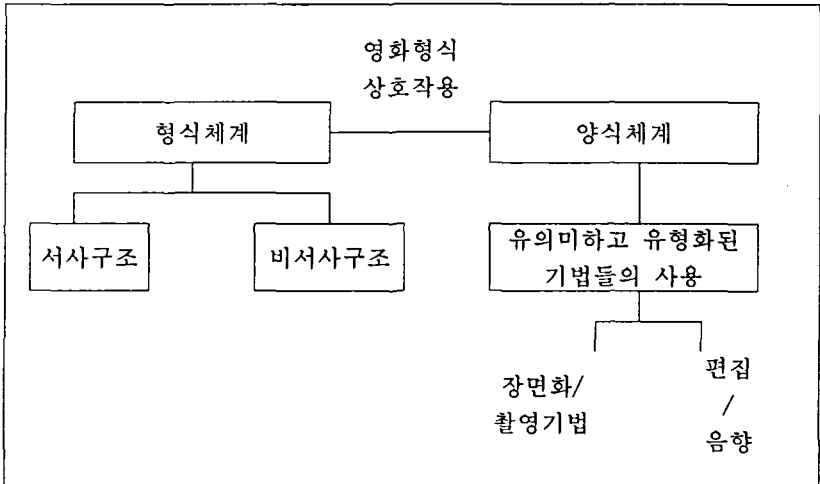 영화형식
상호작용
형식체계
양식체계
서사구조
비서사구조
유의미하고 유형화된
기법들의 사용
장면화/
촬영기법
편집
/
음향